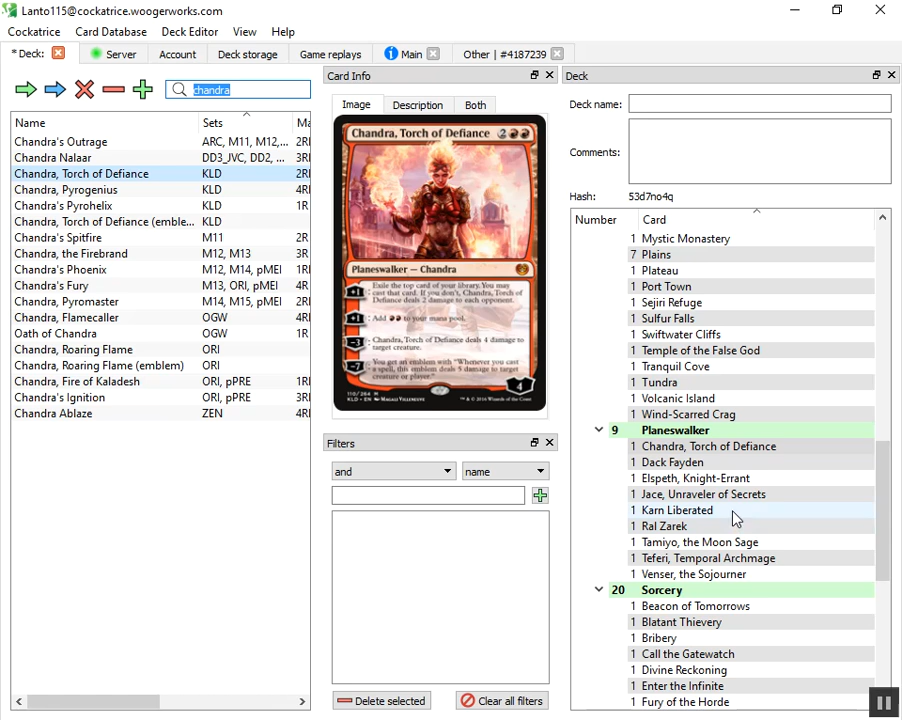 Lanto115@cockatrice.woogerworks.com
Cockatrice Card Database Deck Editor View Help
*Deck: Server Account Deck storage Game replays Main Other | #4187239
chandra
Name Sets Ma
Chandra's Outrage ARC, M11, M12,... 2R
Chandra Nalaar DD3_JVC, DD2, ... 3R
Chandra, Torch of Defiance KLD 2R
Chandra, Pyrogenius KLD 4R
Chandra's Pyrohelix KLD 1R
Chandra, Torch of Defiance (emble... KLD
Chandra's Spitfire M11 2R
Chandra, the Firebrand M12, M13 3R
Chandra's Phoenix M12, M14, pMEI 1R
Chandra's Fury M13, ORI, pMEI 4R
Chandra, Pyromaster M14, M15, pMEI 2R
Chandra, Flamecaller OGW 4R
Oath of Chandra OGW 1R
Chandra, Roaring Flame ORI
Chandra, Roaring Flame (emblem) ORI
Chandra, Fire of Kaladesh ORI, pPRE 1R
Chandra's Ignition ORI, pPRE 3R
Chandra Ablaze ZEN 4R
Card Info
Image Description Both
Chandra, Torch of Defiance 2
Planeswalker — Chandra
+1 : Exile the top card of your library. You may
cast that card. If you don't, Chandra, Torch
of Defiance deals 2 damage to each opponent.
+1 : Add to your mana pool.
-3 : Chandra, Torch of Defiance deals 4 damage to
target creature.
-7 : You get an emblem with "Whenever you cast
a spell, this emblem deals 5 damage to target
creature or player."
4
110/264 M
KLD • EN Magali Villeneuve
Filters
and name
Delete selected Clear all filters
Deck
Deck name:
Comments:
Hash: 53d7no4q
Number Card
1 Mystic Monastery
7 Plains
1 Plateau
1 Port Town
1 Sejiri Refuge
1 Sulfur Falls
1 Swiftwater Cliffs
1 Temple of the False God
1 Tranquil Cove
1 Tundra
1 Volcanic Island
1 Wind-Scarred Crag
9 Planeswalker
1 Chandra, Torch of Defiance
1 Dack Fayden
1 Elspeth, Knight-Errant
1 Jace, Unraveler of Secrets
1 Karn Liberated
1 Ral Zarek
1 Tamiyo, the Moon Sage
1 Teferi, Temporal Archmage
1 Venser, the Sojourner
20 Sorcery
1 Beacon of Tomorrows
1 Blatant Thievery
1 Bribery
1 Call the Gatewatch
1 Divine Reckoning
1 Enter the Infinite
1 Fury of the Horde